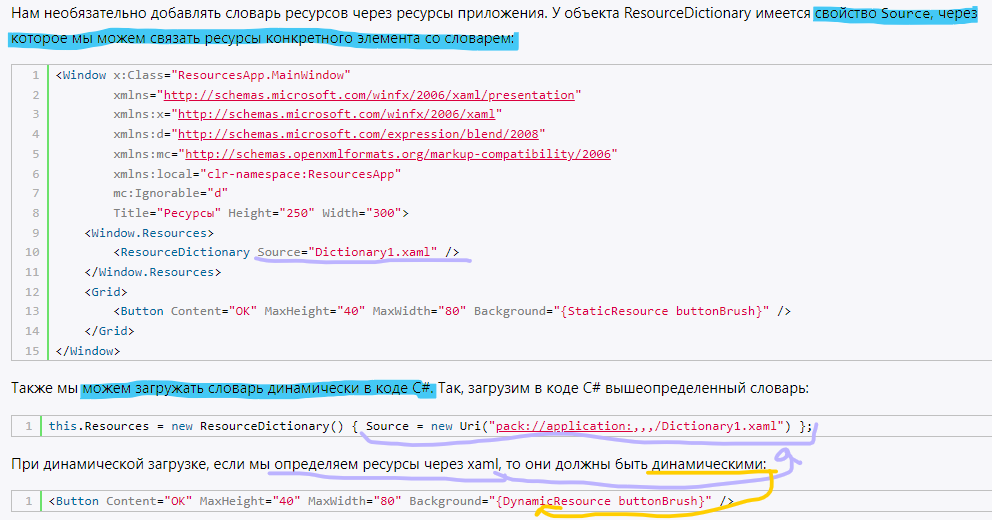 Нам необязательно добавлять словарь ресурсов через ресурсы приложения. У объекта ResourceDictionary имеется свойство Source, через
которое мы можем связать ресурсы конкретного элемента со словарем:
1 <Window x:Class="ResourcesApp.MainWindow"
2 xmlns="http://schemas.microsoft.com/winfx/2006/xaml/presentation"
3 xmlns:x="http://schemas.microsoft.com/winfx/2006/xaml"
4 xmlns:d="http://schemas.microsoft.com/expression/blend/2008"
5 xmlns:mc="http://schemas.openxmlformats.org/markup-compatibility/2006"
6 xmlns:local="clr-namespace:ResourcesApp"
7 mc:Ignorable="d"
8 Title="Ресурсы" Height="250" Width="300">
9 <Window.Resources>
10 <ResourceDictionary Source="Dictionary1.xaml" />
11 </Window.Resources>
12 <Grid>
13 <Button Content="OK" MaxHeight="40" MaxWidth="80" Background="{StaticResource buttonBrush}" />
14 </Grid>
15 </Window>
Также мы можем загружать словарь динамически в коде C#. Так, загрузим в коде C# вышеопределенный словарь:
1 this.Resources = new ResourceDictionary() { Source = new Uri("pack://application:,,,/Dictionary1.xaml") };
При динамической загрузке, если мы определяем ресурсы через xaml, то они должны быть динамическими:
1 <Button Content="OK" MaxHeight="40" MaxWidth="80" Background="{DynamicResource buttonBrush}" />